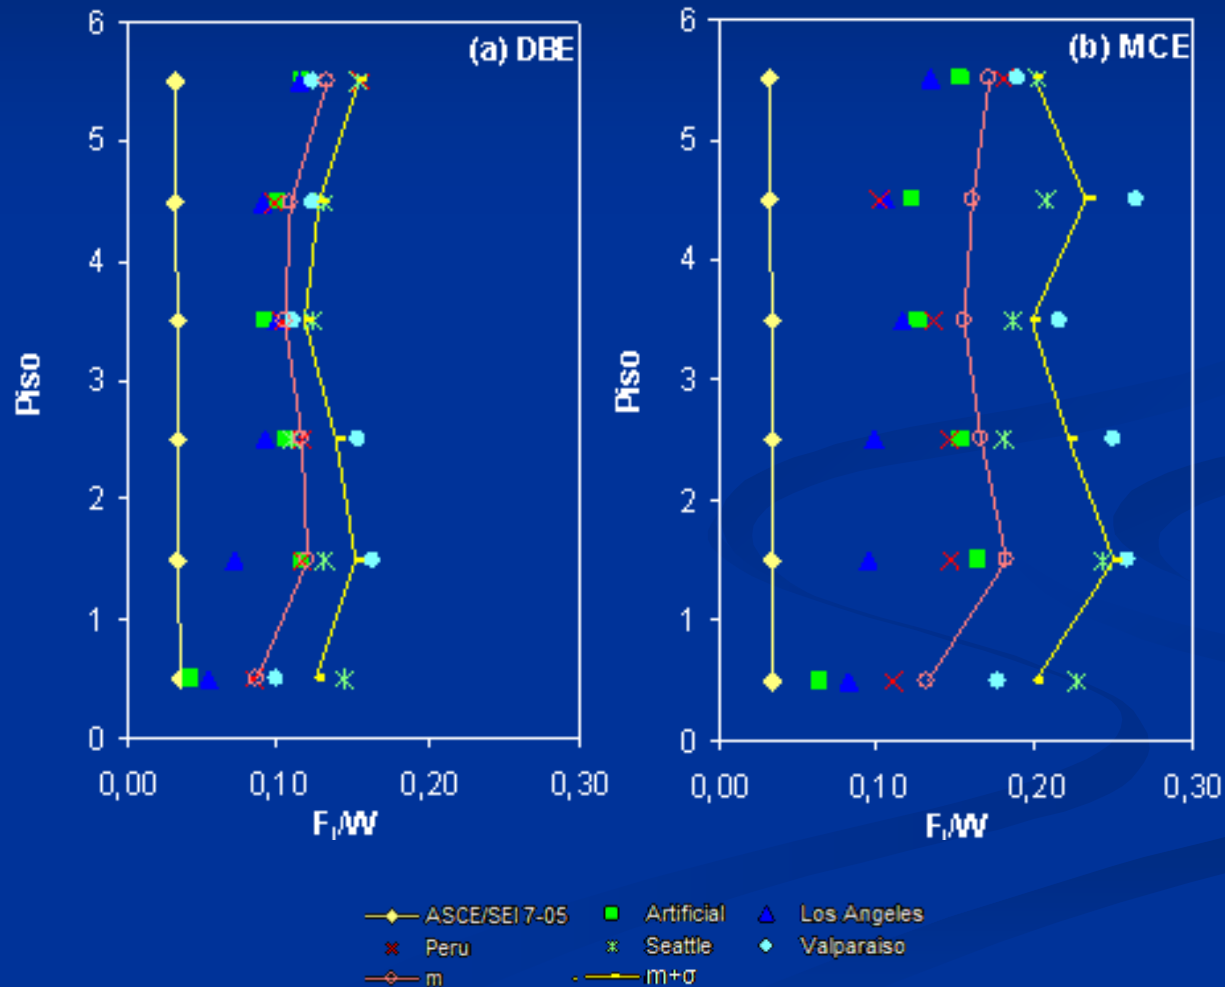 (a) DBE
6
5
4
3
2
1
0
Piso
0,00 0,10 0,20 0,30
Fᵢ/W
(b) MCE
6
5
4
3
2
1
0
Piso
0,00 0,10 0,20 0,30
Fᵢ/W
ASCE/SEI 7-05 Artificial Los Angeles
Peru Seattle Valparaiso
m m+σ